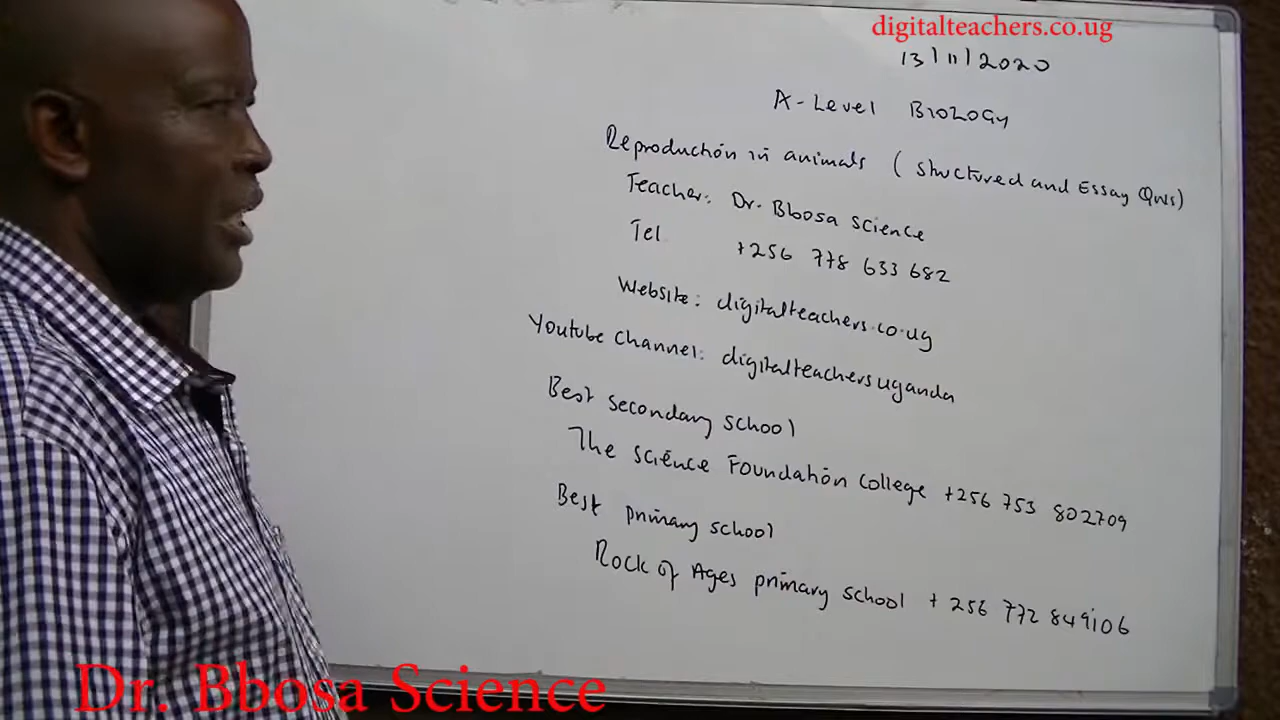 digitalteachers.co.ug
13/11/2020
A-Level Biology
Reproduction in animals (Structured and Essay Qns)
Teacher: Dr. Bbosa Science
Tel +256 778 633 682
Website: digitalteachers.co.ug
Youtube channel: digitalteachersuganda
Best secondary school
The Science Foundation College +256 753 802709
Best primary school
Rock of Ages primary school +256 772 849106
Dr. Bbosa Science